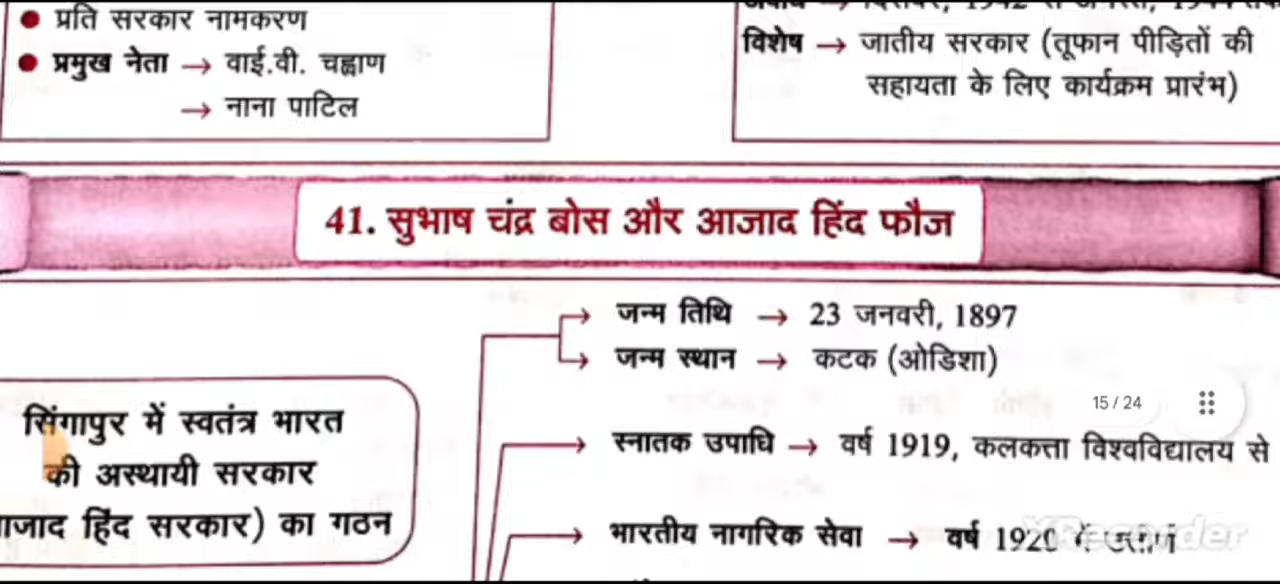 प्रति सरकार नामकरण
प्रमुख नेता → वाई.वी. चह्वाण
→ नाना पाटिल
विशेष → जातीय सरकार (तूफान पीड़ितों की
सहायता के लिए कार्यक्रम प्रारंभ)
41. सुभाष चंद्र बोस और आजाद हिंद फौज
जन्म तिथि → 23 जनवरी, 1897
जन्म स्थान → कटक (ओडिशा)
15 / 24
सिंगापुर में स्वतंत्र भारत
की अस्थायी सरकार
हिंद सरकार) का गठन
स्नातक उपाधि → वर्ष 1919, कलकत्ता विश्वविद्यालय से
भारतीय नागरिक सेवा → वर्ष 1920 में
XRecorder